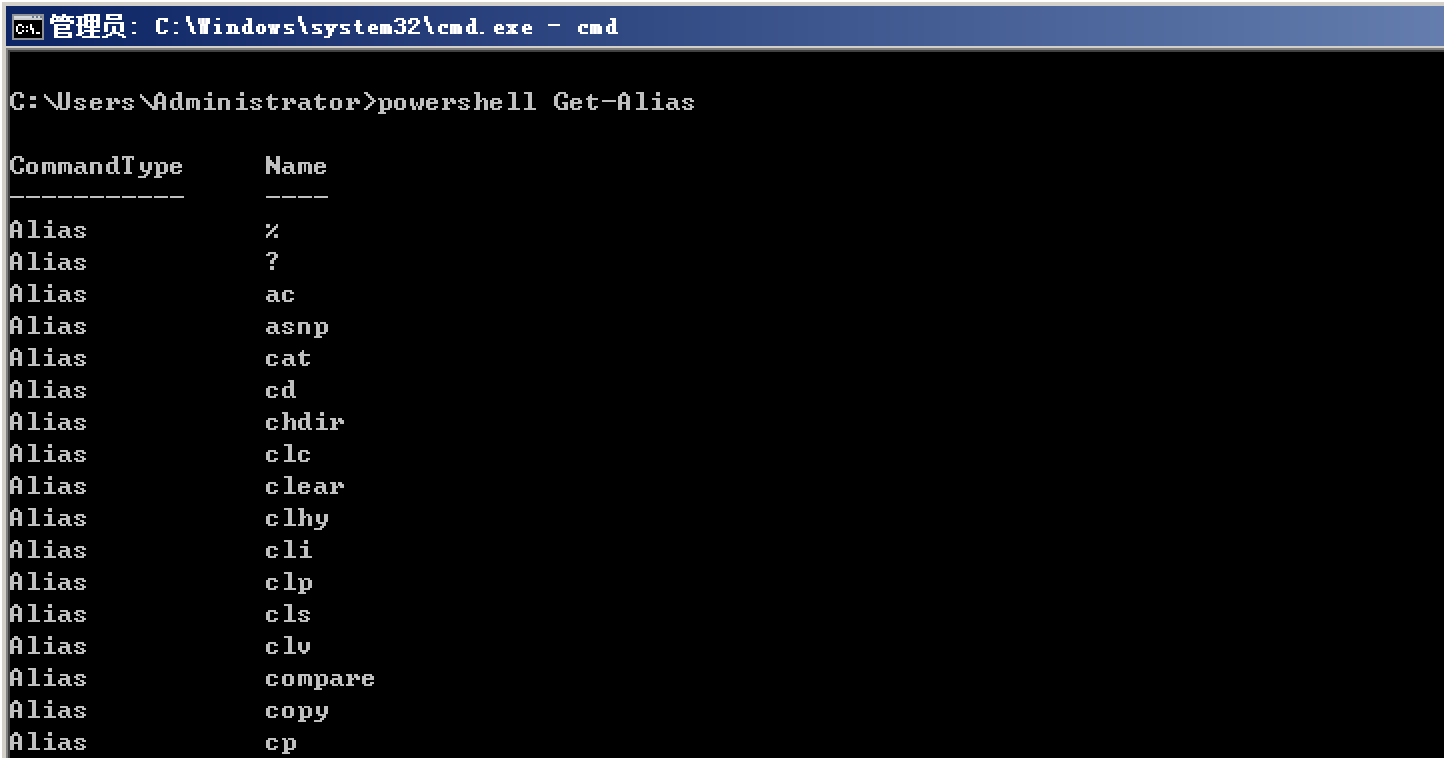 管理员: C:\Windows\system32\cmd.exe - cmd
C:\Users\Administrator>powershell Get-Alias
CommandType     Name
-----------     ----
Alias           %
Alias           ?
Alias           ac
Alias           asnp
Alias           cat
Alias           cd
Alias           chdir
Alias           clc
Alias           clear
Alias           clhy
Alias           cli
Alias           clp
Alias           cls
Alias           clv
Alias           compare
Alias           copy
Alias           cp